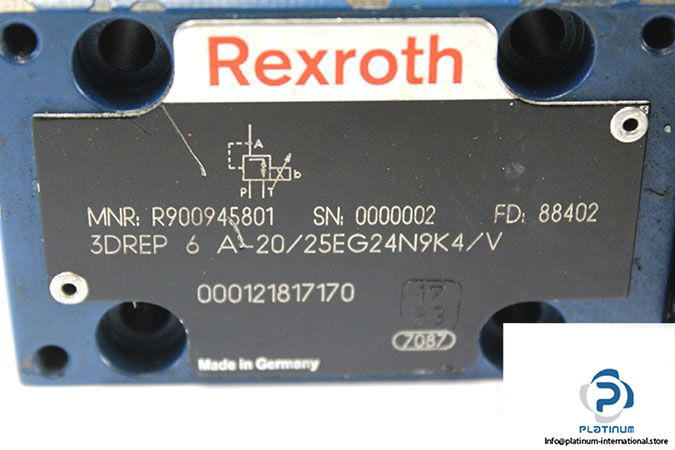 Rexroth
A
b
P T
MNR: R900945801 SN: 0000002 FD: 88402
3DREP 6 A-20/25EG24N9K4/V
000121817170
7087
Made in Germany
PLATINUM
INTERNATIONAL
Info@platinum-international.store